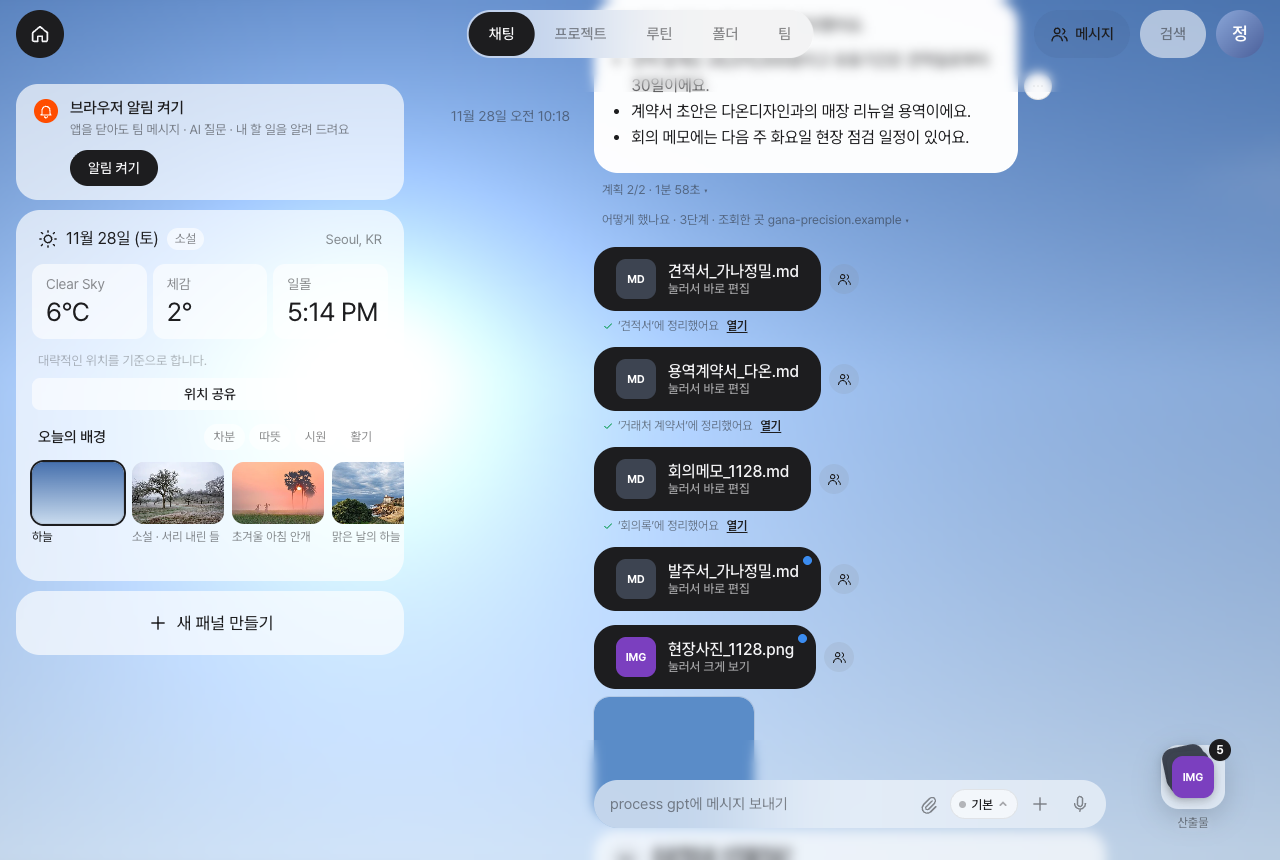 채팅
프로젝트
루틴
폴더
팀
메시지
검색
정
브라우저 알림 켜기
앱을 닫아도 팀 메시지 · AI 질문 · 내 할 일을 알려 드려요
알림 켜기
11월 28일 (토)
소설
Seoul, KR
Clear Sky
6°C
체감
2°
일몰
5:14 PM
대략적인 위치를 기준으로 합니다.
위치 공유
오늘의 배경
차분
따뜻
시원
활기
하늘
소설 · 서리 내린 들
초겨울 아침 안개
맑은 날의 하늘
+ 새 패널 만들기
11월 28일 오전 10:18
30일이에요.
• 계약서 초안은 다온디자인과의 매장 리뉴얼 용역이에요.
• 회의 메모에는 다음 주 화요일 현장 점검 일정이 있어요.
계획 2/2 · 1분 58초 •
어떻게 했나요 · 3단계 · 조회한 곳 gana-precision.example •
MD
견적서_가나정밀.md
눌러서 바로 편집
'견적서'에 정리했어요 열기
MD
용역계약서_다온.md
눌러서 바로 편집
'거래처 계약서'에 정리했어요 열기
MD
회의메모_1128.md
눌러서 바로 편집
'회의록'에 정리했어요 열기
MD
발주서_가나정밀.md
눌러서 바로 편집
IMG
현장사진_1128.png
눌러서 크게 보기
process gpt에 메시지 보내기
기본
5
IMG
산출물